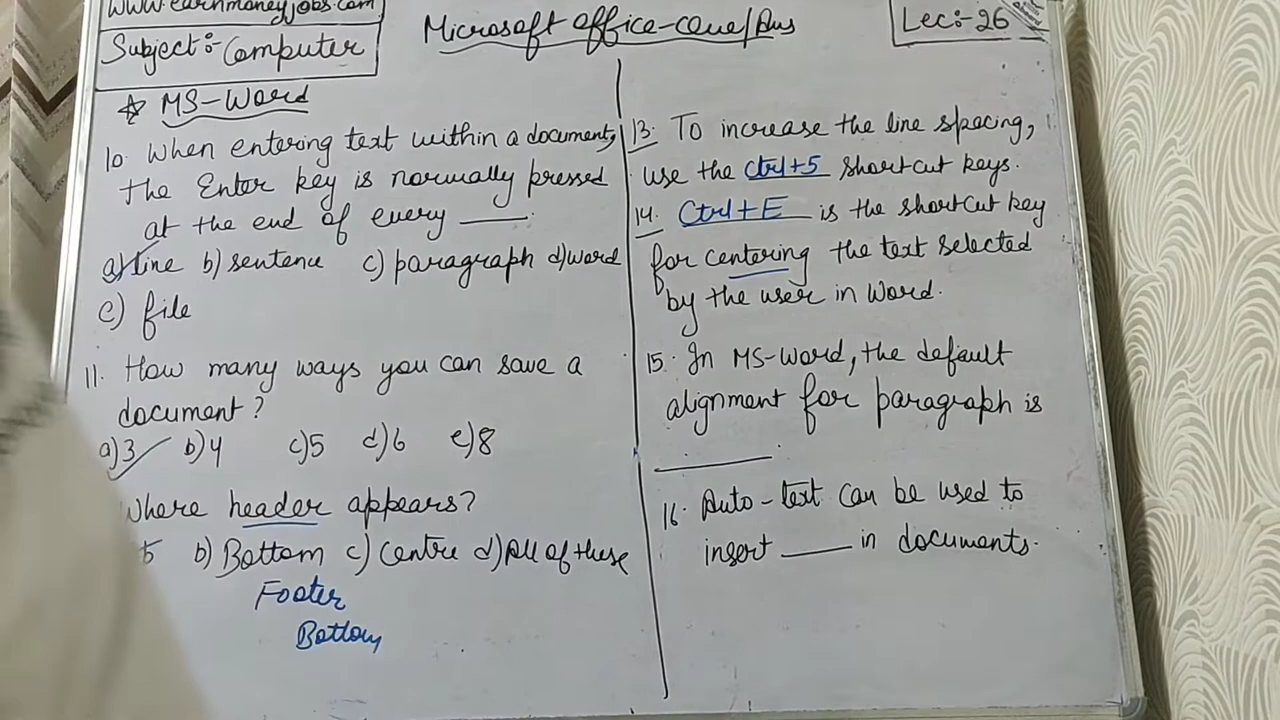 www.earnmoneyjobs.com
Subject:- Computer
Microsoft office-Ques/Ans
Lec:- 26
☆ MS-Word
10. When entering text within a document,
the Enter key is normally pressed
at the end of every ____.
a) line b) sentence c) paragraph d) word
e) file
11. How many ways you can save a
document?
a) 3 b) 4 c) 5 d) 6 e) 8
Where header appears?
b) Bottom c) Centre d) All of these
Footer
Bottom
13. To increase the line spacing,
use the Ctrl+5 shortcut keys.
14. Ctrl+E is the shortcut key
for centering the text selected
by the user in Word.
15. In MS-Word, the default
alignment for paragraph is
____
16. Auto-text can be used to
insert ____ in documents.